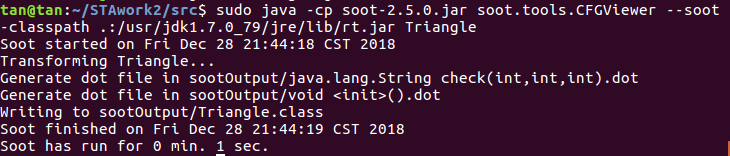 tan@tan:~/STAwork2/src$ sudo java -cp soot-2.5.0.jar soot.tools.CFGViewer --soot
-classpath .:/usr/jdk1.7.0_79/jre/lib/rt.jar Triangle
Soot started on Fri Dec 28 21:44:18 CST 2018
Transforming Triangle...
Generate dot file in sootOutput/java.lang.String check(int,int,int).dot
Generate dot file in sootOutput/void <init>().dot
Writing to sootOutput/Triangle.class
Soot finished on Fri Dec 28 21:44:19 CST 2018
Soot has run for 0 min. 1 sec.